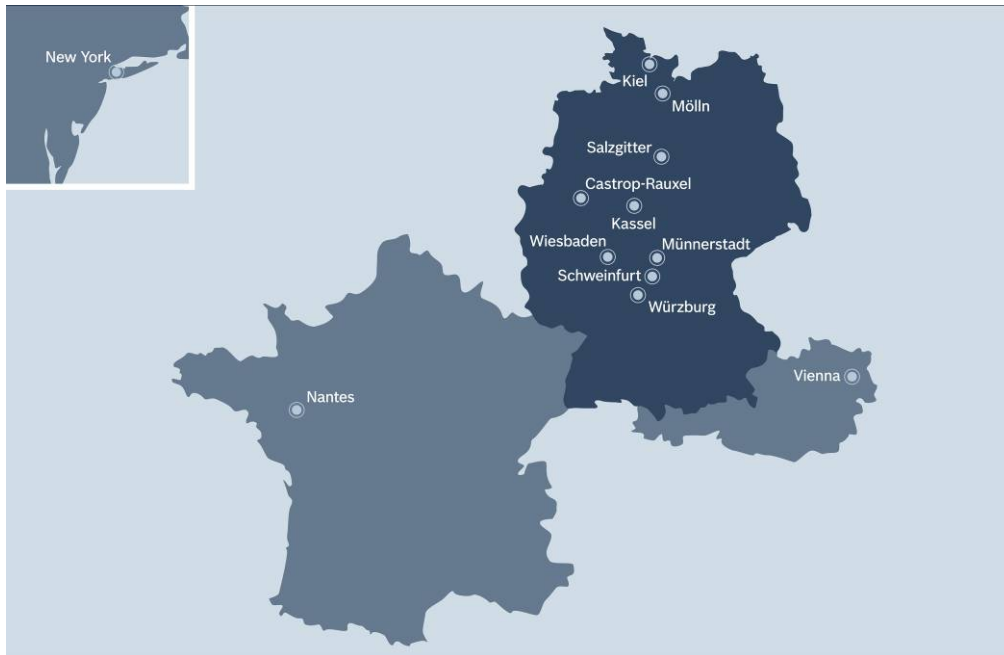 New York
Kiel
Mölln
Salzgitter
Castrop-Rauxel
Kassel
Wiesbaden
Münnerstadt
Schweinfurt
Würzburg
Vienna
Nantes